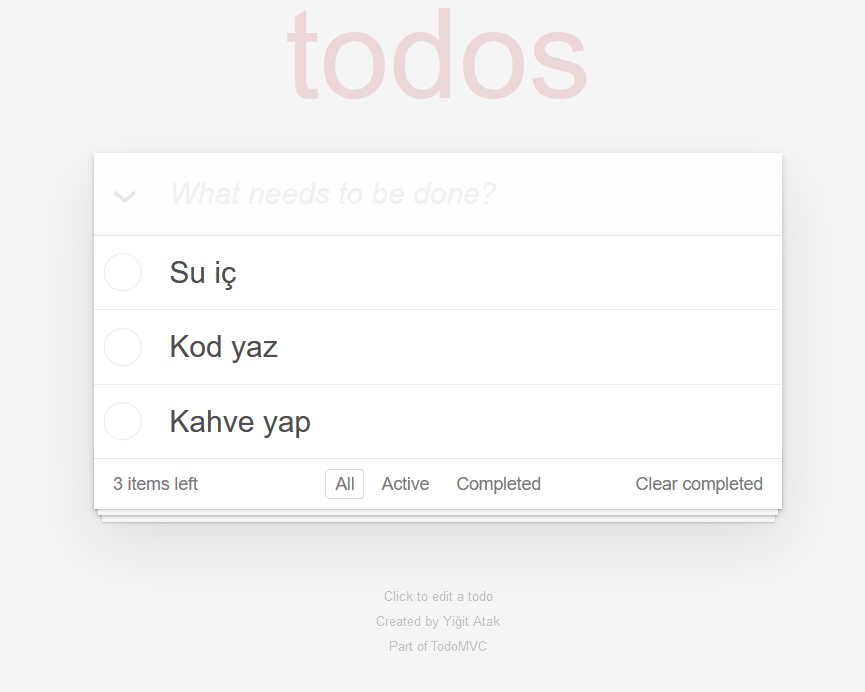 todos
What needs to be done?
Su iç
Kod yaz
Kahve yap
3 items left All Active Completed Clear completed
Click to edit a todo
Created by Yiğit Atak
Part of TodoMVC